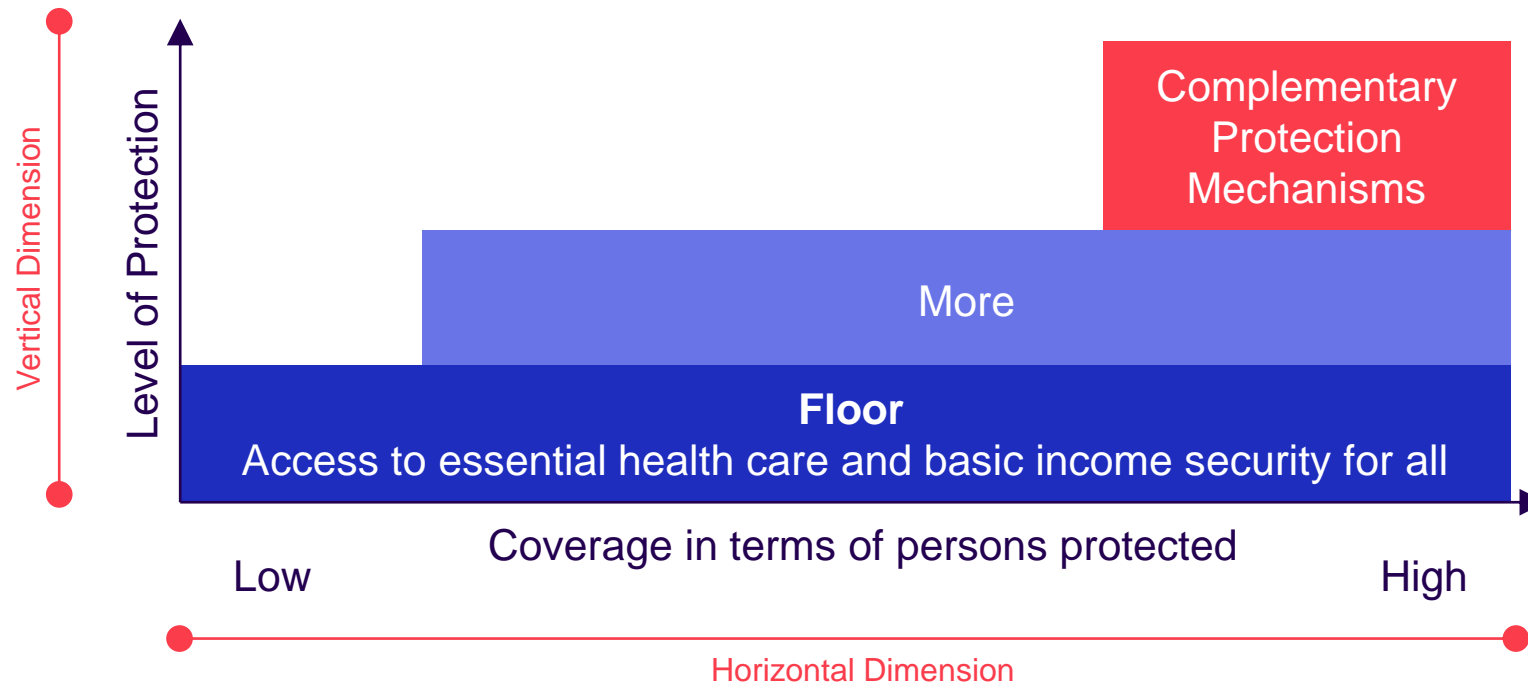 Vertical Dimension
Level of Protection
Complementary
Protection
Mechanisms
More
Floor
Access to essential health care and basic income security for all
Coverage in terms of persons protected
Low
High
Horizontal Dimension